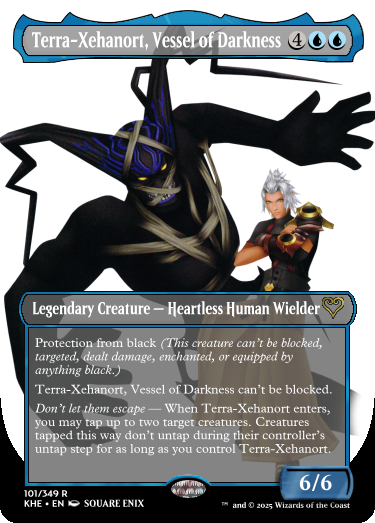 Terra-Xehanort, Vessel of Darkness 4
Legendary Creature — Heartless Human Wielder
Protection from black (This creature can't be blocked,
targeted, dealt damage, enchanted, or equipped by
anything black.)
Terra-Xehanort, Vessel of Darkness can't be blocked.
Don't let them escape — When Terra-Xehanort enters,
you may tap up to two target creatures. Creatures
tapped this way don't untap during their controller's
untap step for as long as you control Terra-Xehanort.
6/6
101/349 R
KHE • EN SQUARE ENIX
™ and © 2025 Wizards of the Coast